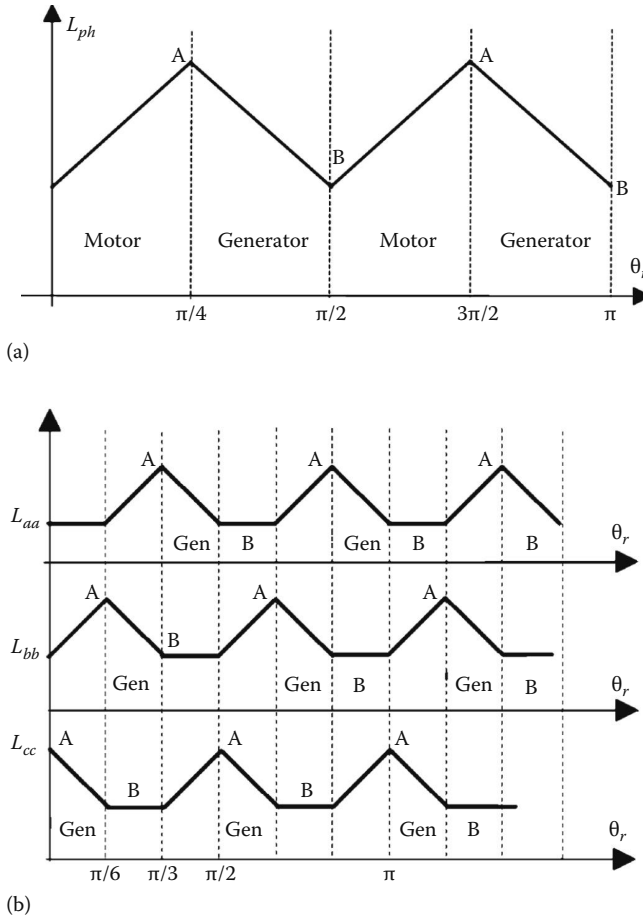 L_ph
A A
B
B
Motor Generator Motor Generator
θ_r
π/4 π/2 3π/2 π
(a)
A A A
L_aa
Gen B Gen B B θ_r
A A A
B
L_bb
Gen Gen B Gen B θ_r
L_cc A A A
B B
Gen Gen Gen B θ_r
π/6 π/3 π/2 π
(b)